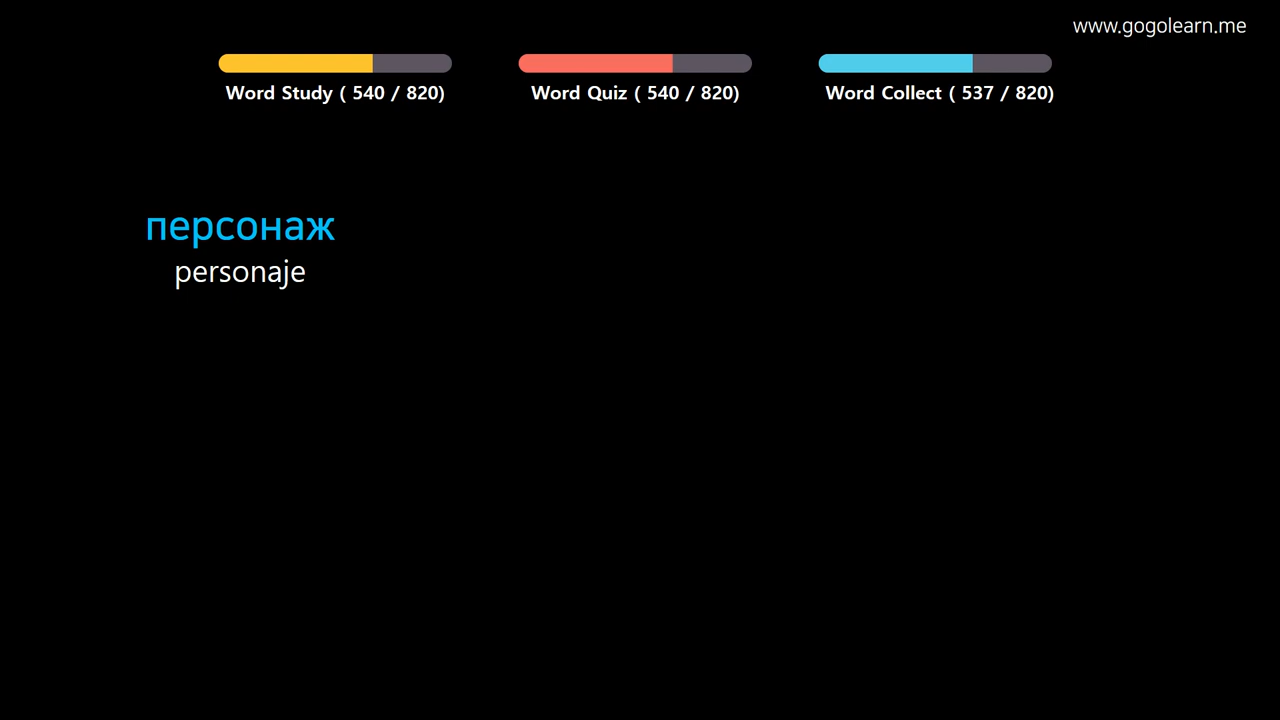 www.gogolearn.me
Word Study ( 540 / 820)
Word Quiz ( 540 / 820)
Word Collect ( 537 / 820)
персонаж
personaje